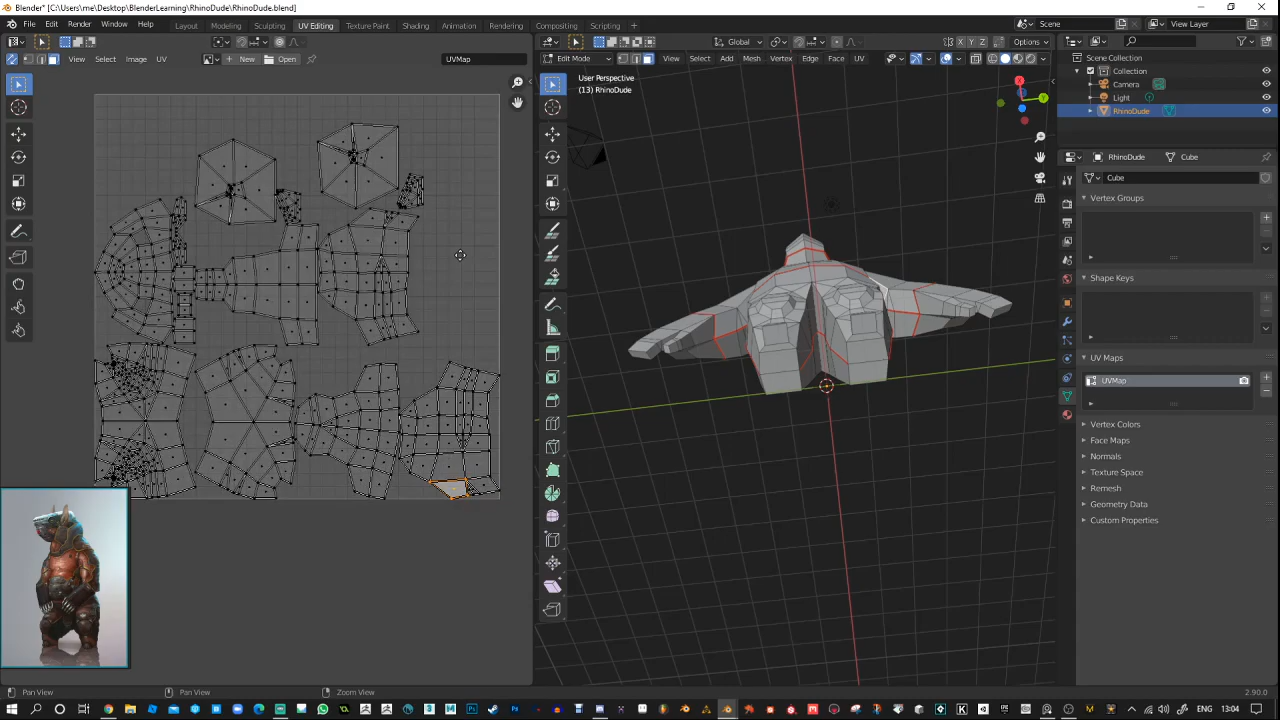 Blender* [C:\Users\me\Desktop\BlenderLearning\RhinoDude\RhinoDude.blend]
File Edit Render Window Help Layout Modeling Sculpting UV Editing Texture Paint Shading Animation Rendering Compositing Scripting Scene View Layer
New Open UVMap Global X Y Z Options
View Select Image UV Edit Mode View Select Add Mesh Vertex Edge Face UV
Scene Collection
Collection
Camera
Light
RhinoDude
User Perspective
(13) RhinoDude
RhinoDude Cube
Cube
Vertex Groups
Shape Keys
UV Maps
UVMap
Vertex Colors
Face Maps
Normals
Texture Space
Remesh
Geometry Data
Custom Properties
Pan View Pan View Zoom View 2.90.0
ENG 13:04